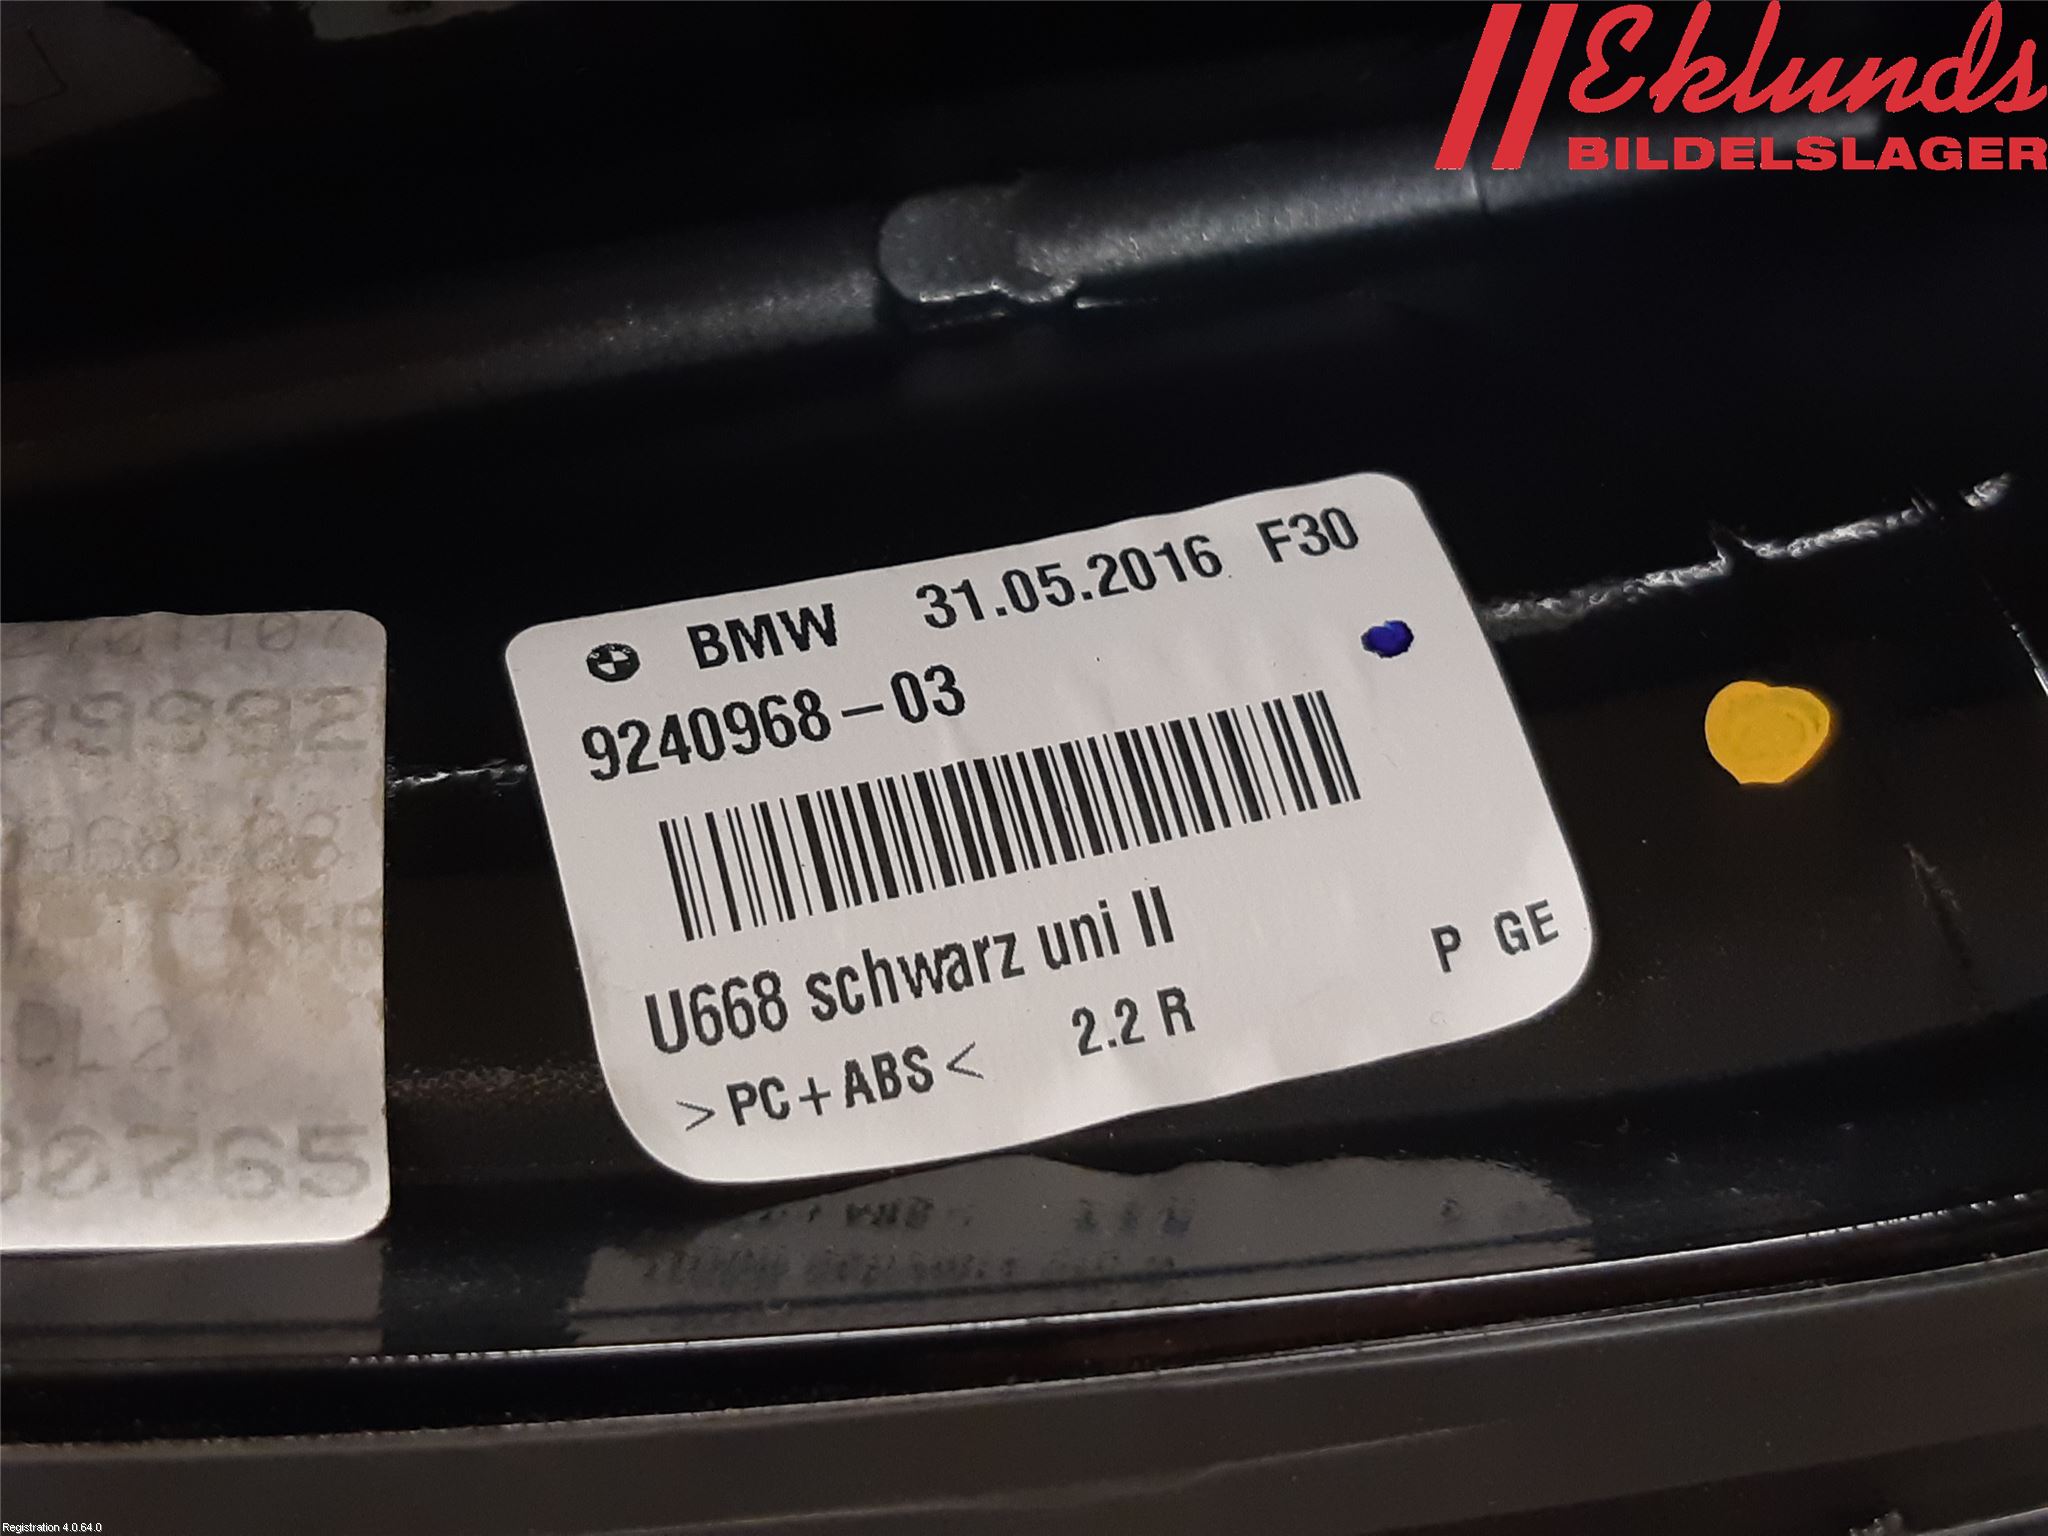 Eklunds
BILDELSLAGER
BMW 31.05.2016 F30
9240968-03
U668 schwarz uni II
>PC+ABS< 2.2 R
P GE
0765
Registration 4.0.64.0